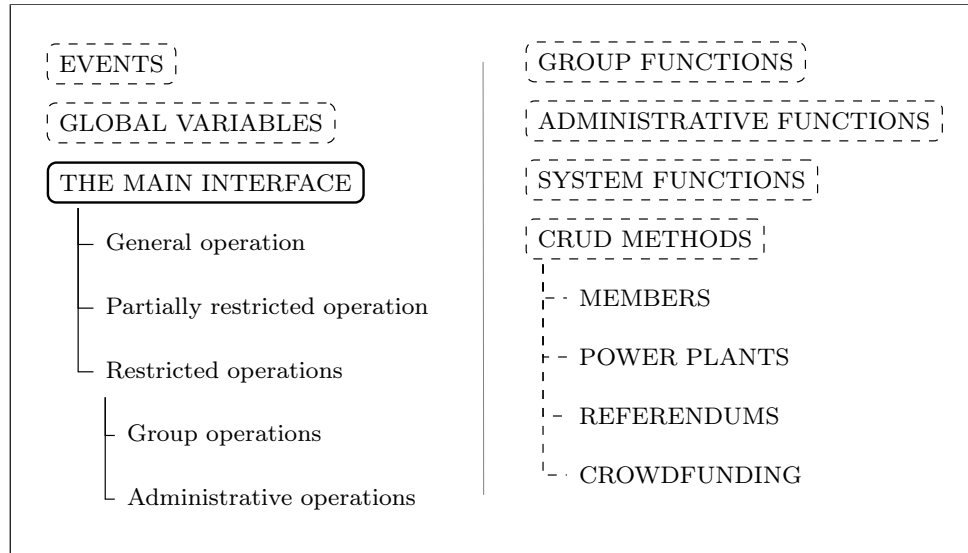 EVENTS
GLOBAL VARIABLES
THE MAIN INTERFACE
General operation
Partially restricted operation
Restricted operations
Group operations
Administrative operations
GROUP FUNCTIONS
ADMINISTRATIVE FUNCTIONS
SYSTEM FUNCTIONS
CRUD METHODS
MEMBERS
POWER PLANTS
REFERENDUMS
CROWDFUNDING